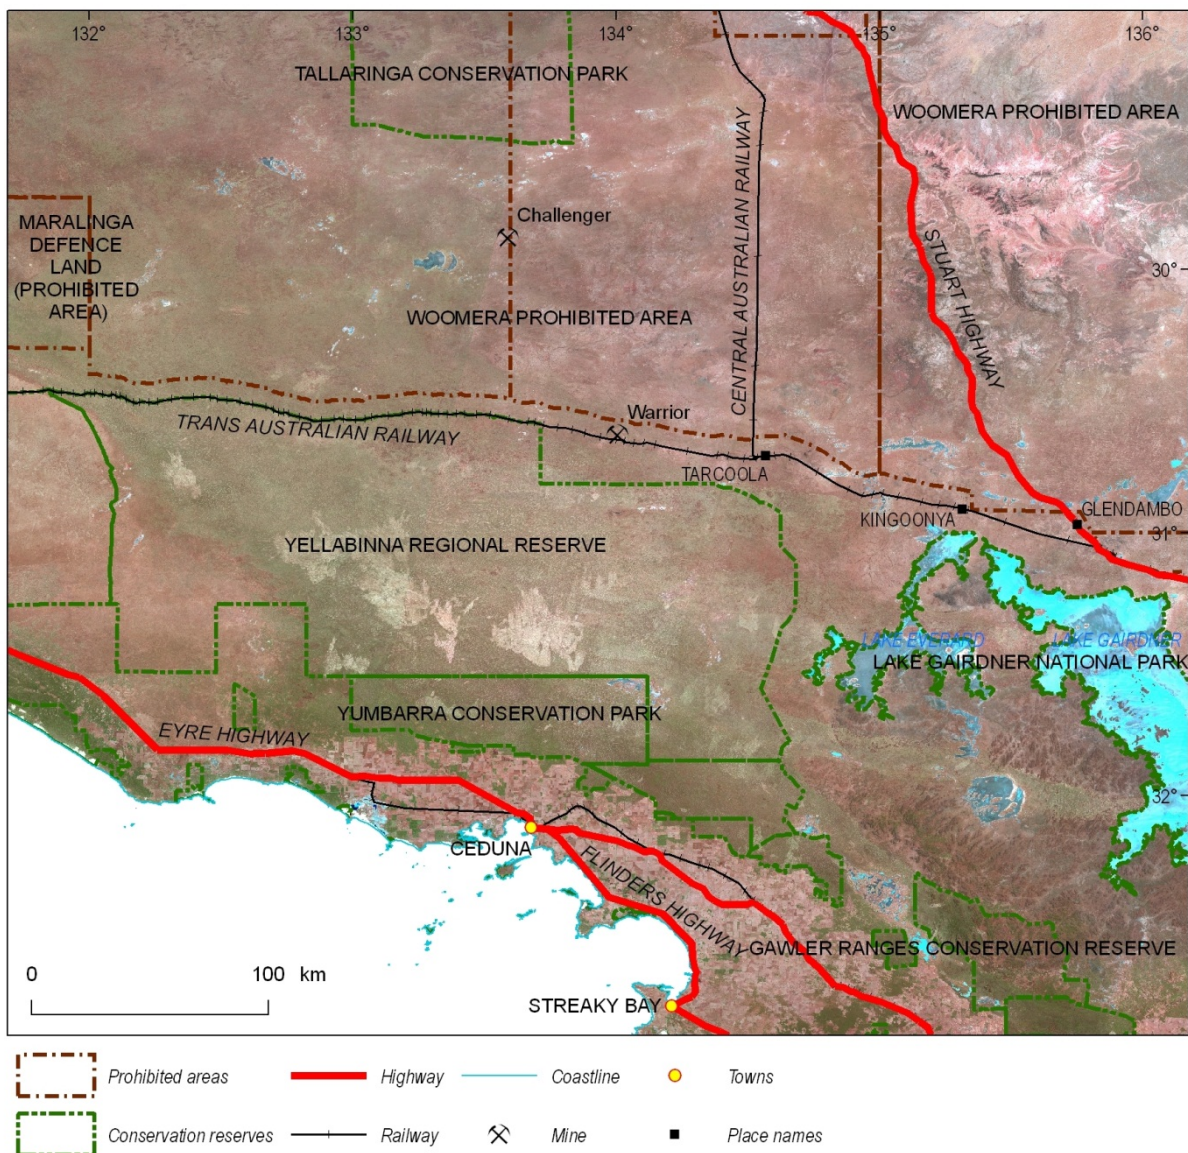 132°
133°
134°
135°
136°
TALLARINGA CONSERVATION PARK
WOOMERA PROHIBITED AREA
CENTRAL AUSTRALIAN RAILWAY
MARALINGA
DEFENCE
LAND
(PROHIBITED
AREA)
Challenger
STUART HIGHWAY
30°
WOOMERA PROHIBITED AREA
TRANS AUSTRALIAN RAILWAY
Warrior
TARCOOLA
KINGOONYA
GLENDAMBO
31°
YELLABINNA REGIONAL RESERVE
LAKE EVERARD
LAKE GAIRDNER
LAKE GAIRDNER NATIONAL PARK
YUMBARRA CONSERVATION PARK
EYRE HIGHWAY
32°
CEDUNA
FLINDERS HIGHWAY
GAWLER RANGES CONSERVATION RESERVE
0 100 km
STREAKY BAY
Prohibited areas
Highway
Coastline
Towns
Conservation reserves
Railway
Mine
Place names